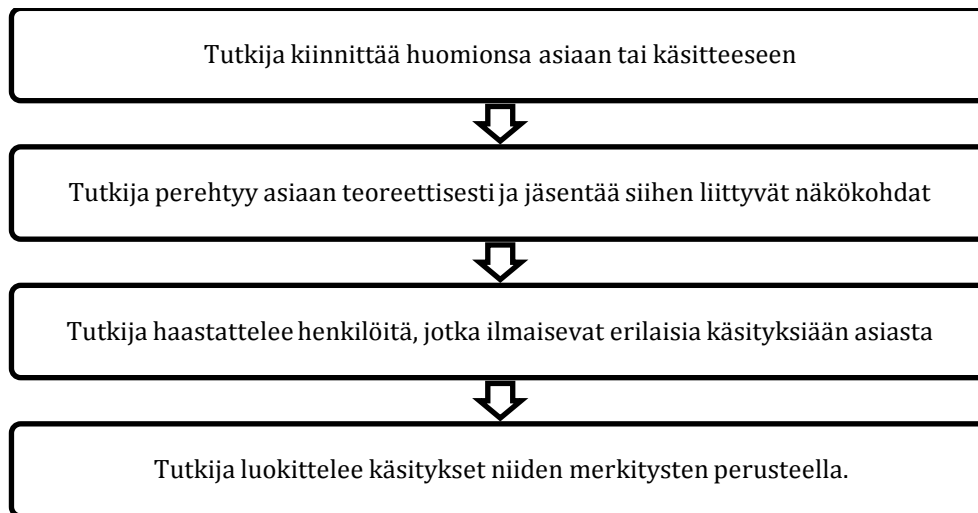 Tutkija kiinnittää huomionsa asiaan tai käsitteeseen
Tutkija perehtyy asiaan teoreettisesti ja jäsentää siihen liittyvät näkökohdat
Tutkija haastattelee henkilöitä, jotka ilmaisevat erilaisia käsityksiään asiasta
Tutkija luokittelee käsitykset niiden merkitysten perusteella.